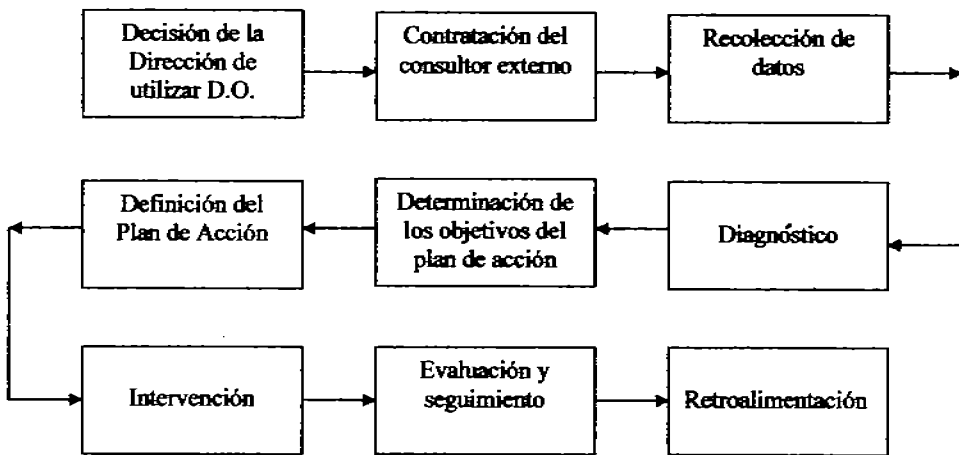 Decisión de la
Dirección de
utilizar D.O.
Contratación del
consultor externo
Recolección de
datos
Definición del
Plan de Acción
Determinación de
los objetivos del
plan de acción
Diagnóstico
Intervención
Evaluación y
seguimiento
Retroalimentación